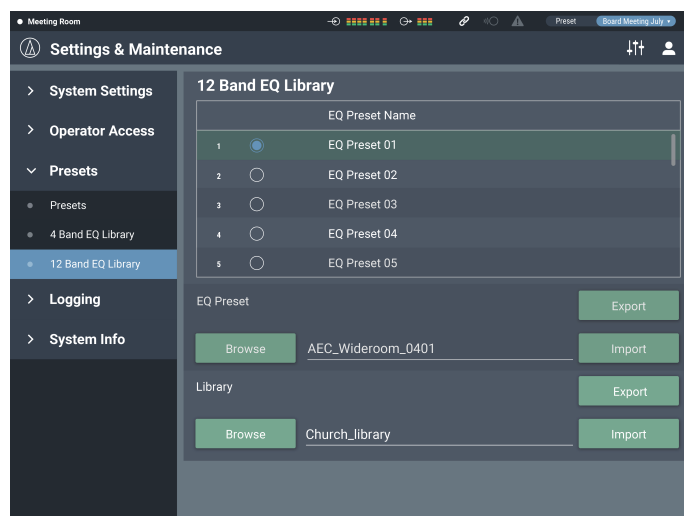 Meeting Room
Preset
Board Meeting July
Settings & Maintenance
System Settings
Operator Access
Presets
Presets
4 Band EQ Library
12 Band EQ Library
Logging
System Info
12 Band EQ Library
EQ Preset Name
1 EQ Preset 01
2 EQ Preset 02
3 EQ Preset 03
4 EQ Preset 04
5 EQ Preset 05
EQ Preset
Export
Browse AEC_Wideroom_0401 Import
Library
Export
Browse Church_library Import